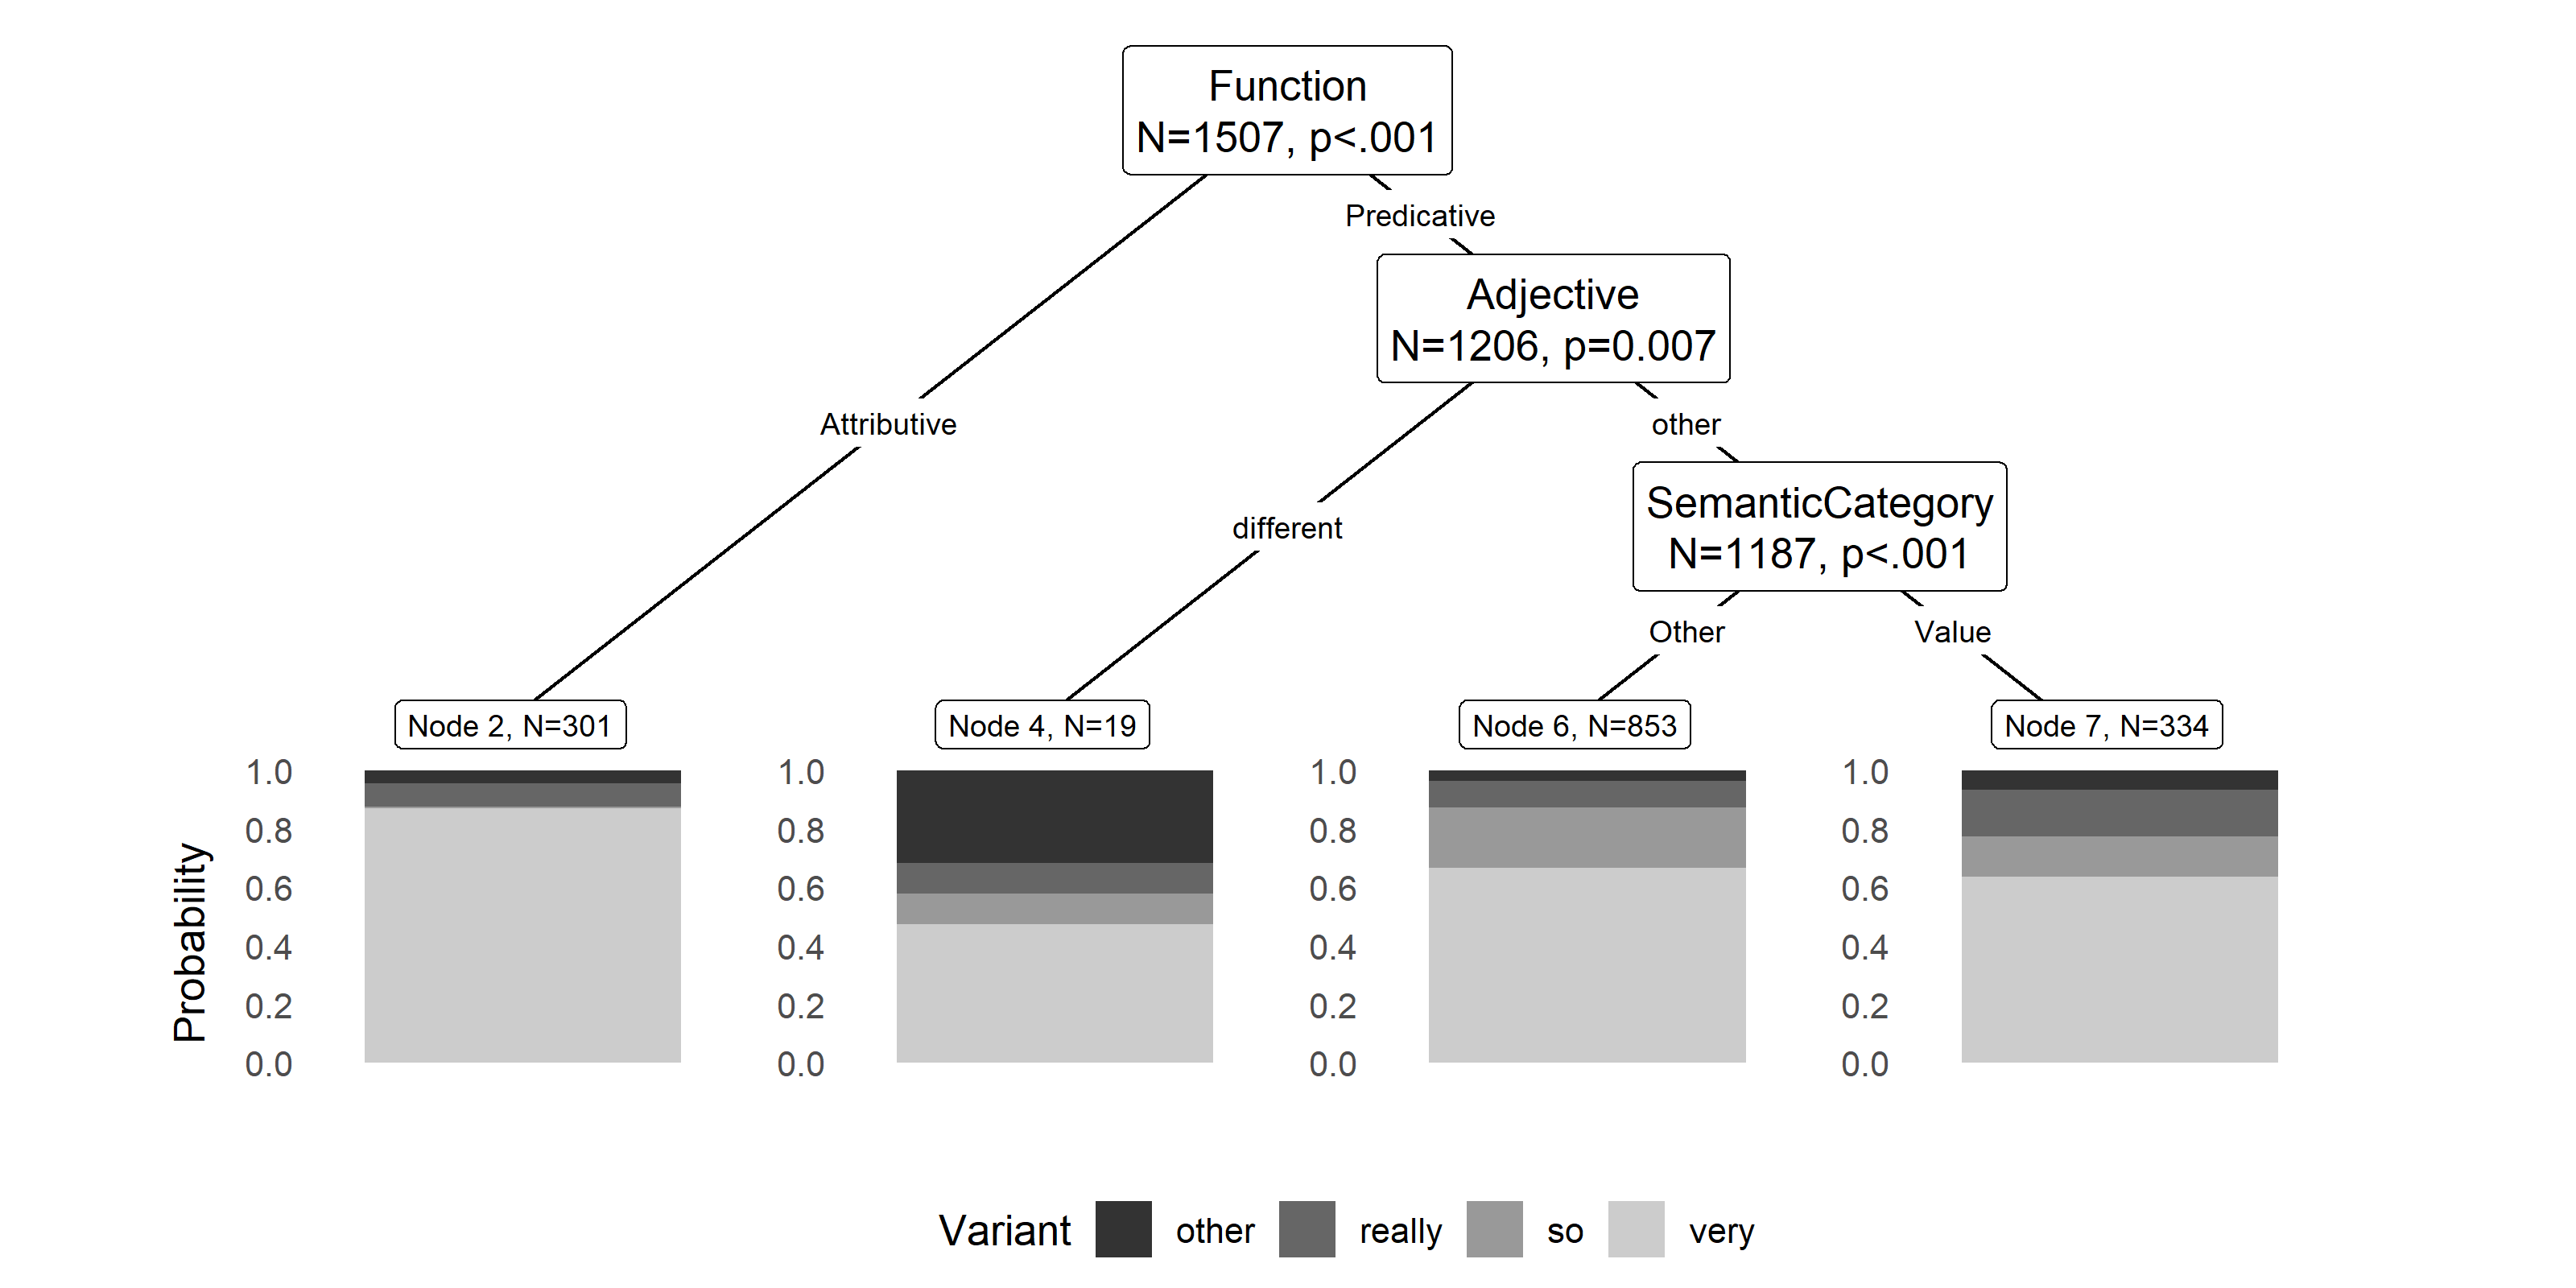 Function
N=1507, p<.001
Predicative
Adjective
N=1206, p=0.007
Attributive
other
SemanticCategory
N=1187, p<.001
different
Other
Value
Node 2, N=301
Node 4, N=19
Node 6, N=853
Node 7, N=334
Probability
1.0
0.8
0.6
0.4
0.2
0.0
1.0
0.8
0.6
0.4
0.2
0.0
1.0
0.8
0.6
0.4
0.2
0.0
1.0
0.8
0.6
0.4
0.2
0.0
Variant other really so very